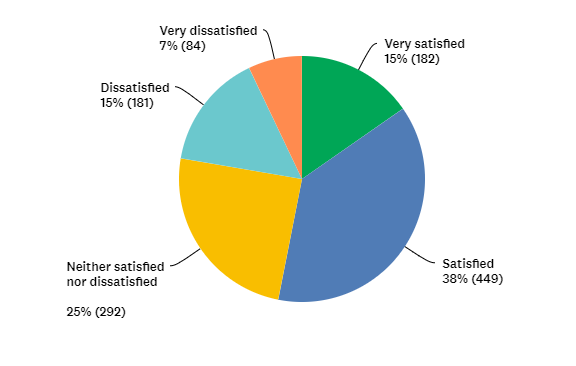 Very dissatisfied
7% (84)
Very satisfied
15% (182)
Dissatisfied
15% (181)
Satisfied
38% (449)
Neither satisfied
nor dissatisfied
25% (292)